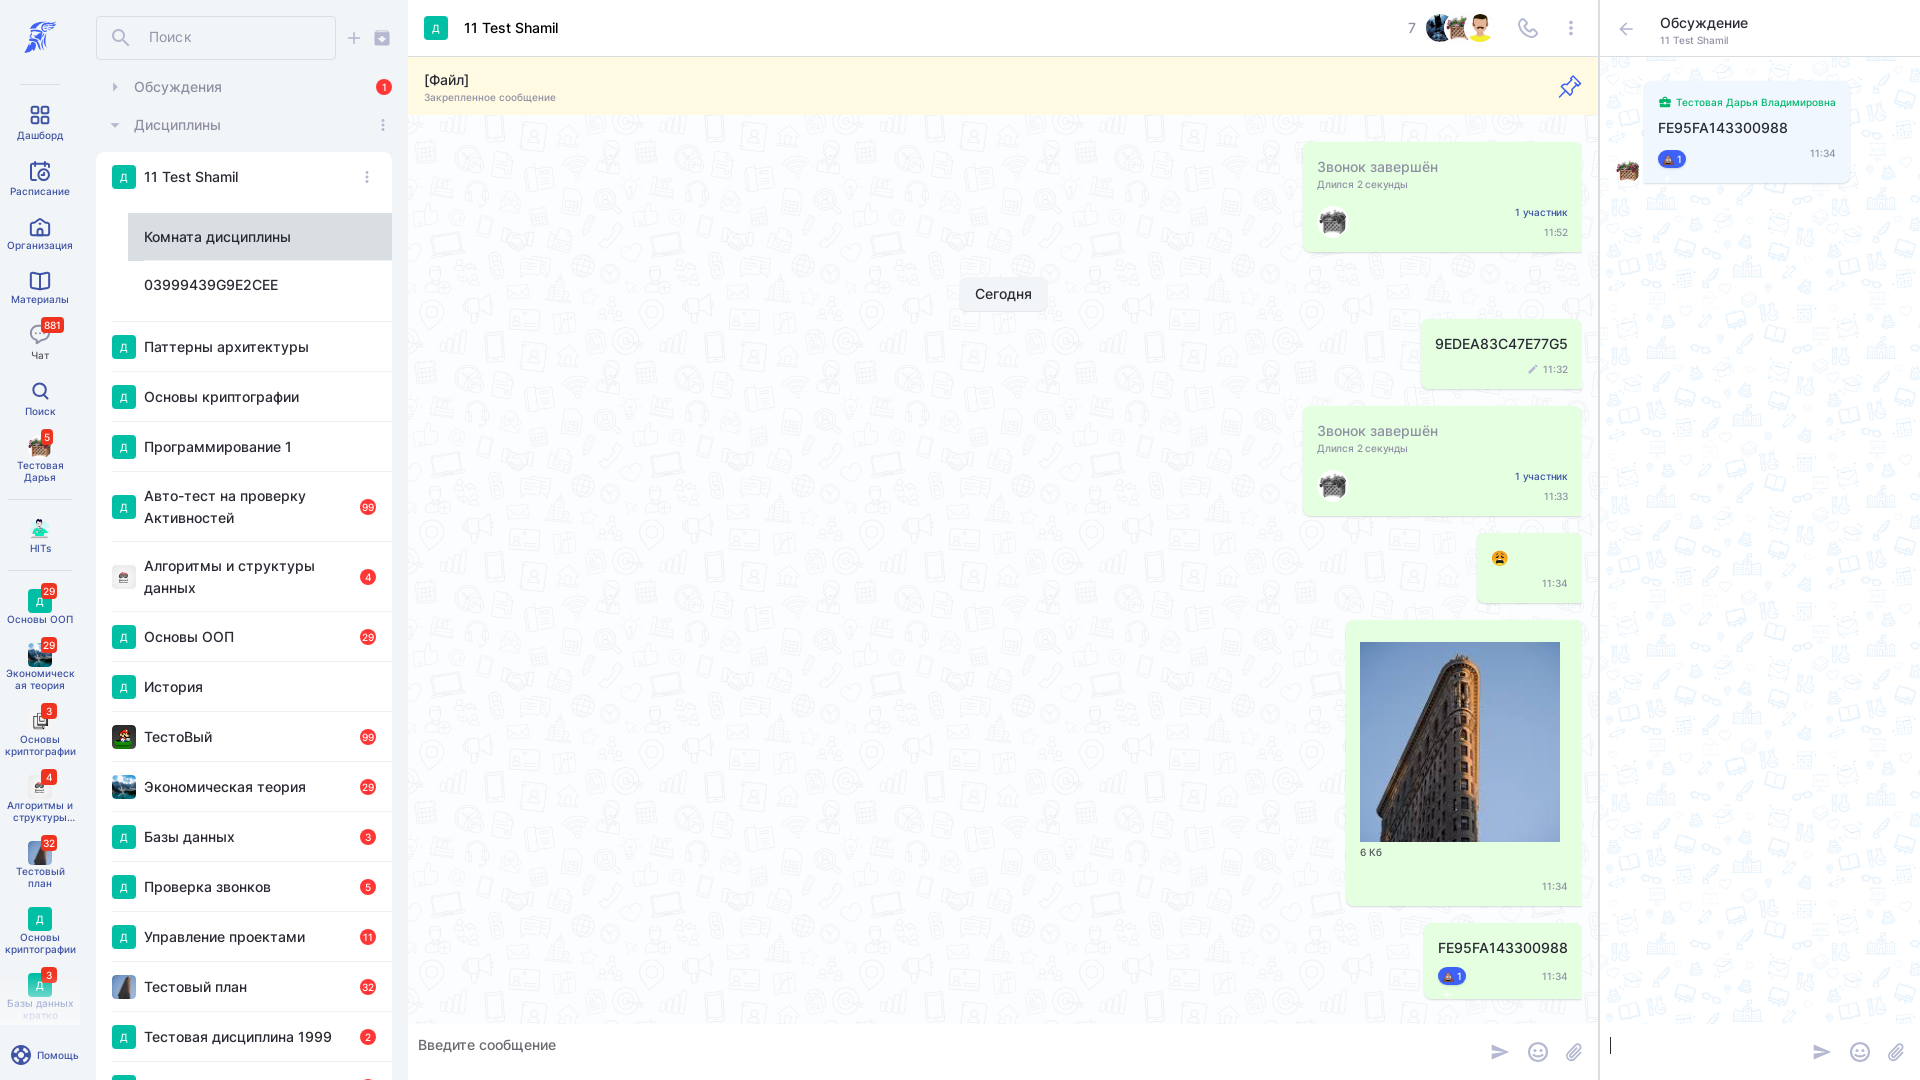 Дашборд
Расписание
Организация
Материалы
881
Чат
Поиск
5
Тестовая
Дарья
HITs
29
Д
Основы ООП
29
Экономическ
ая теория
3
Основы
криптографии
4
Алгоритмы и
структуры...
32
Тестовый
план
Д
Основы
криптографии
3
Д
Базы данных
кратко
Помощь
Поиск
Обсуждения
1
Дисциплины
Д
11 Test Shamil
Комната дисциплины
03999439G9E2CEE
Д
Паттерны архитектуры
Д
Основы криптографии
Д
Программирование 1
Д
Авто-тест на проверку
Активностей
99
Алгоритмы и структуры
данных
4
Д
Основы ООП
29
Д
История
ТестоВый
99
Экономическая теория
29
Д
Базы данных
3
Д
Проверка звонков
5
Д
Управление проектами
11
Тестовый план
32
Д
Тестовая дисциплина 1999
2
Д
11 Test Shamil
7
[Файл]
Закрепленное сообщение
Звонок завершён
Длился 2 секунды
1 участник
11:52
Сегодня
9EDEA83C47E77G5
11:32
Звонок завершён
Длился 2 секунды
1 участник
11:33
😩
11:34
6 Кб
11:34
FE95FA143300988
1
11:34
Введите сообщение
Обсуждение
11 Test Shamil
Тестовая Дарья Владимировна
FE95FA143300988
1
11:34